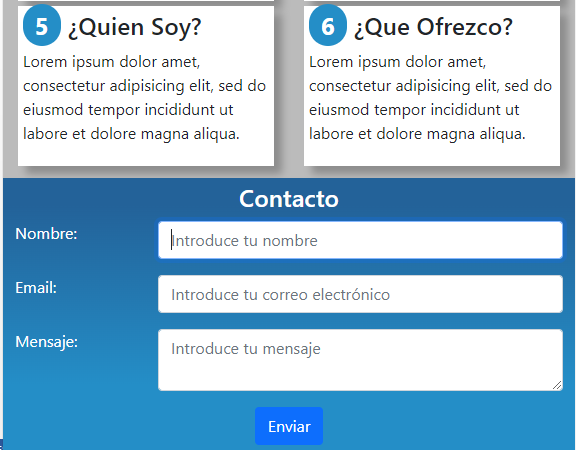 5 ¿Quien Soy?
Lorem ipsum dolor amet,
consectetur adipisicing elit, sed do
eiusmod tempor incididunt ut
labore et dolore magna aliqua.
6 ¿Que Ofrezco?
Lorem ipsum dolor amet,
consectetur adipisicing elit, sed do
eiusmod tempor incididunt ut
labore et dolore magna aliqua.
Contacto
Nombre: Introduce tu nombre
Email: Introduce tu correo electrónico
Mensaje: Introduce tu mensaje
Enviar